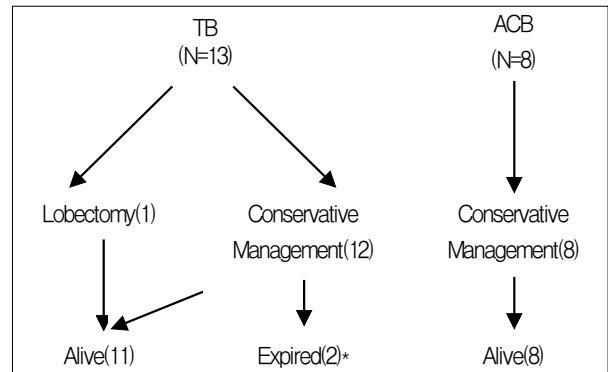 TB
(N=13)
ACB
(N=8)
Lobectomy(1)
Conservative
Management(12)
Conservative
Management(8)
Alive(11)
Expired(2)*
Alive(8)